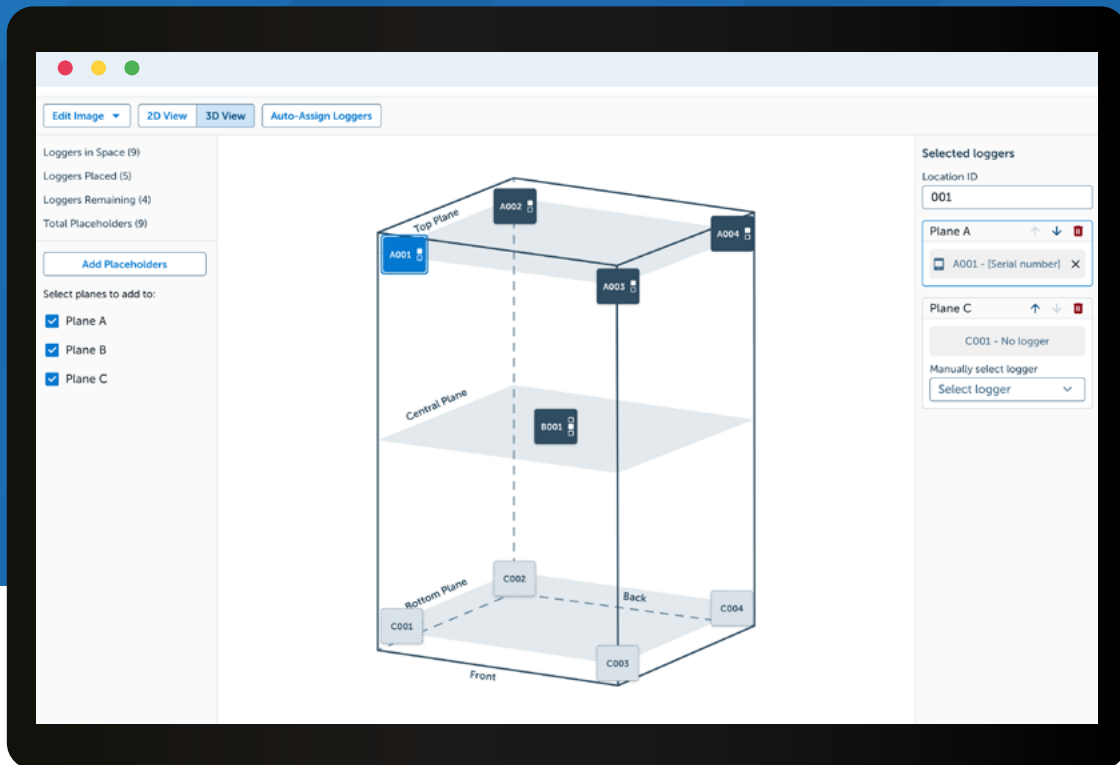 Edit Image
2D View
3D View
Auto-Assign Loggers
Loggers in Space (9)
Loggers Placed (5)
Loggers Remaining (4)
Total Placeholders (9)
Add Placeholders
Select planes to add to:
Plane A
Plane B
Plane C
Top Plane
A002
A004
A001
A003
Central Plane
B001
Bottom Plane
C002
Back
C004
C001
C003
Front
Selected loggers
Location ID
001
Plane A
A001 - [Serial number]
Plane C
C001 - No logger
Manually select logger
Select logger